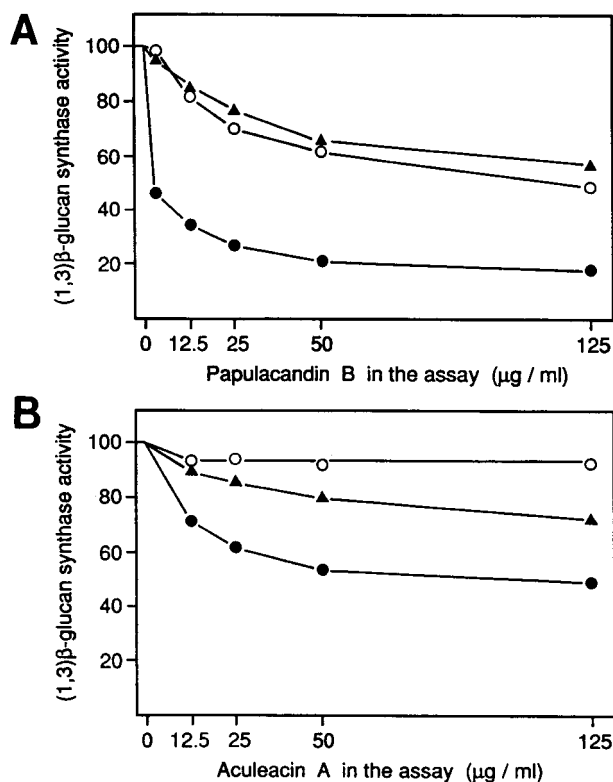 A
(1,3)β-glucan synthase activity
100
80
60
40
20
0 12.5 25 50 125
Papulacandin B in the assay (μg / ml)
B
(1,3)β-glucan synthase activity
100
80
60
40
20
0 12.5 25 50 125
Aculeacin A in the assay (μg / ml)